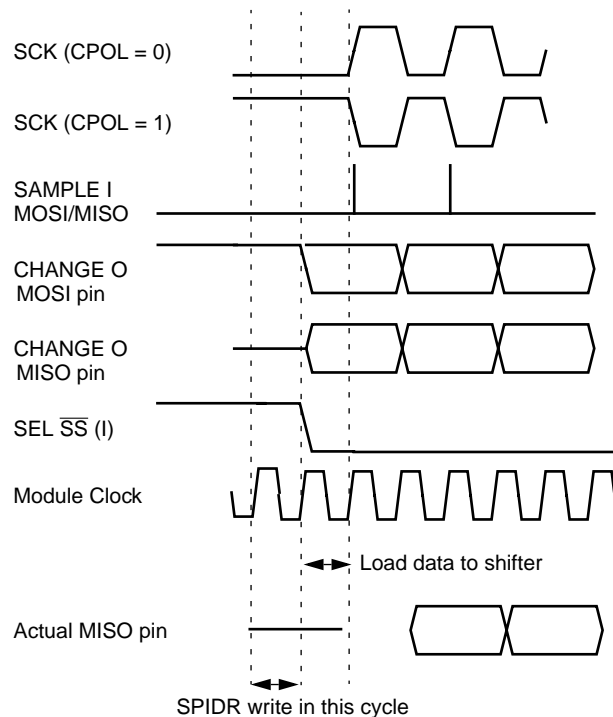 SCK (CPOL = 0)
SCK (CPOL = 1)
SAMPLE I
MOSI/MISO
CHANGE O
MOSI pin
CHANGE O
MISO pin
SEL S̅S̅ (I)
Module Clock
Load data to shifter
Actual MISO pin
SPIDR write in this cycle